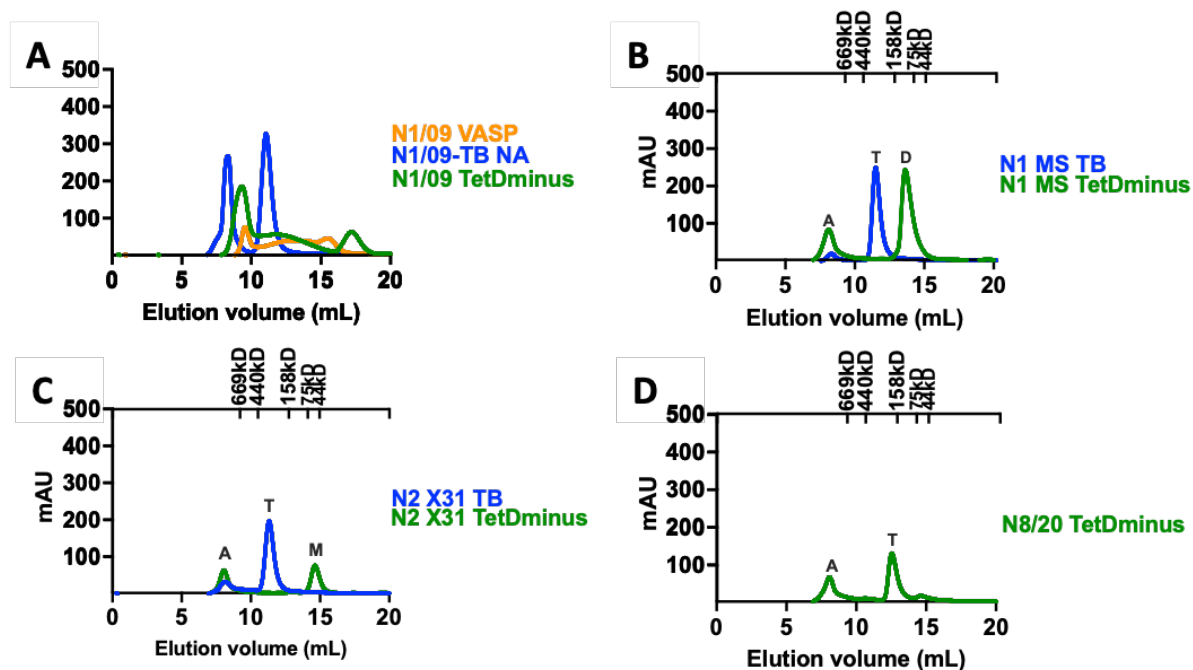 A
500
400
300
200
100
0 5 10 15 20
Elution volume (mL)
N1/09 VASP
N1/09-TB NA
N1/09 TetDminus
B
669kD
440kD
158kD
75kD
44kD
500
400
300
200
100
mAU
A
T
D
0 5 10 15 20
Elution volume (mL)
N1 MS TB
N1 MS TetDminus
C
669kD
440kD
158kD
75kD
44kD
500
400
300
200
100
mAU
A
T
M
0 5 10 15 20
Elution volume (mL)
N2 X31 TB
N2 X31 TetDminus
D
669kD
440kD
158kD
75kD
44kD
500
400
300
200
100
mAU
A
T
0 5 10 15 20
Elution volume (mL)
N8/20 TetDminus